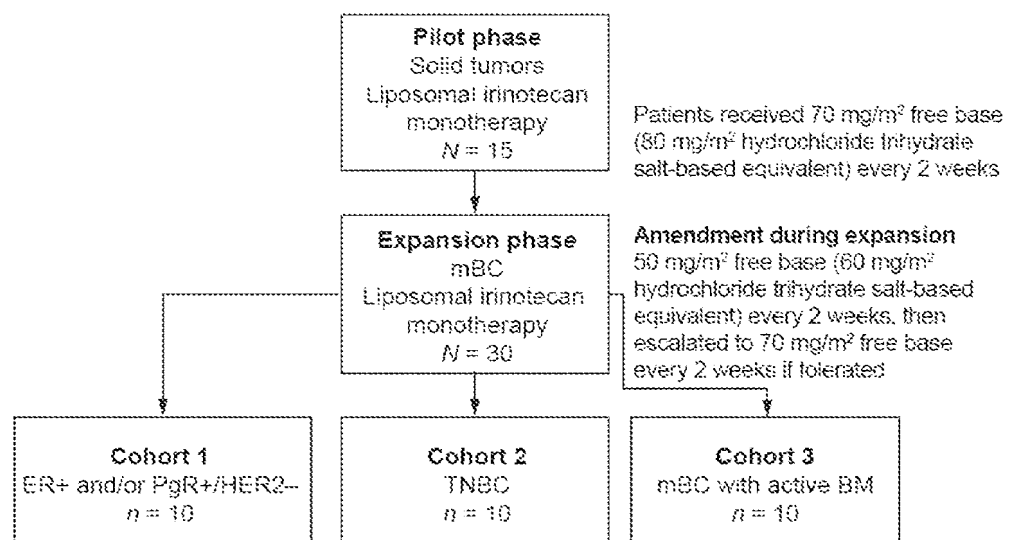 Pilot phase
Solid tumors
Liposomal irinotecan
monotherapy
N = 15
Patients received 70 mg/m² free base
(80 mg/m² hydrochloride trihydrate
salt-based equivalent) every 2 weeks
Expansion phase
mBC
Liposomal irinotecan
monotherapy
N = 30
Amendment during expansion
50 mg/m² free base (60 mg/m²
hydrochloride trihydrate salt-based
equivalent) every 2 weeks, then
escalated to 70 mg/m² free base
every 2 weeks if tolerated
Cohort 1
ER+ and/or PgR+/HER2–
n = 10
Cohort 2
TNBC
n = 10
Cohort 3
mBC with active BM
n = 10